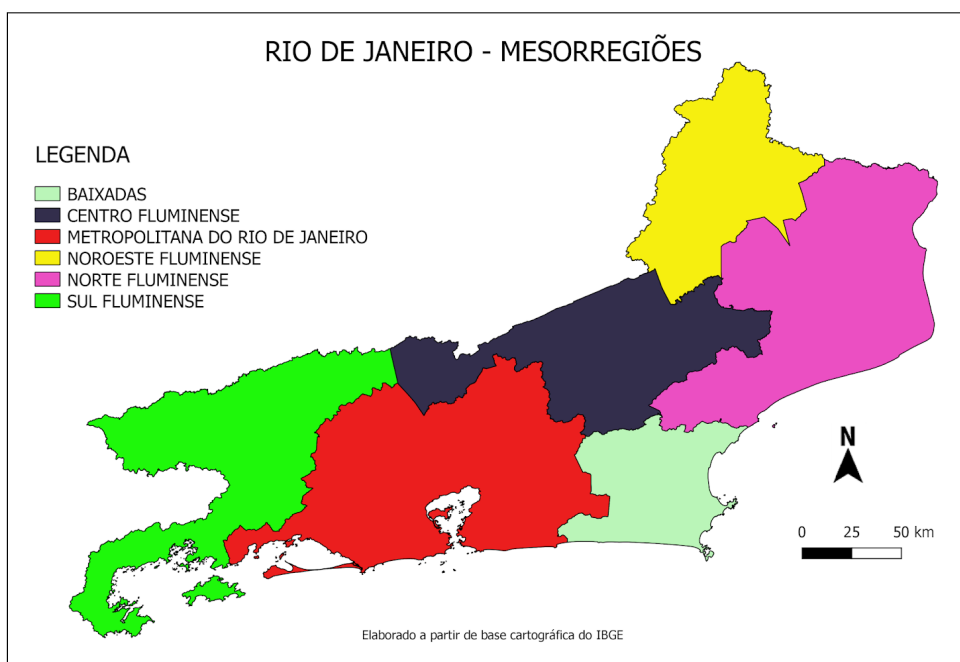 RIO DE JANEIRO - MESORREGIÕES
LEGENDA
BAIXADAS
CENTRO FLUMINENSE
METROPOLITANA DO RIO DE JANEIRO
NOROESTE FLUMINENSE
NORTE FLUMINENSE
SUL FLUMINENSE
N
0 25 50 km
Elaborado a partir de base cartográfica do IBGE